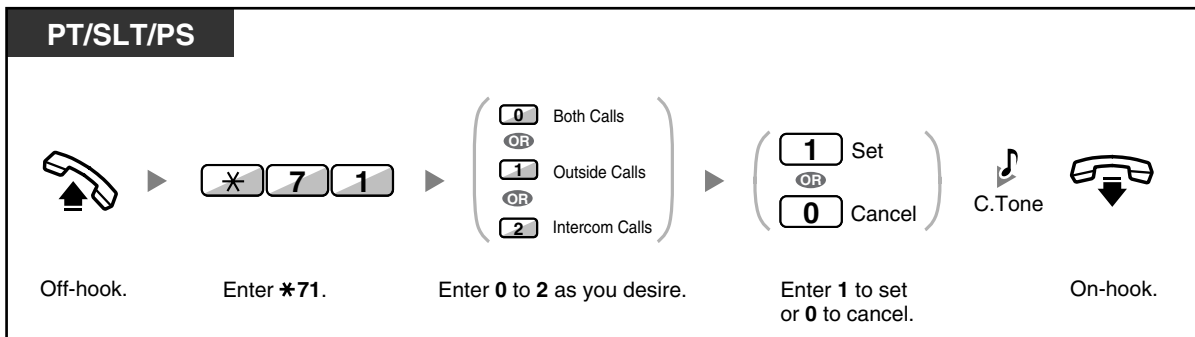 PT/SLT/PS
0 Both Calls
OR
1 Outside Calls
OR
2 Intercom Calls
✳ 7 1
1 Set
OR
0 Cancel
C.Tone
Off-hook.
Enter ✳71.
Enter 0 to 2 as you desire.
Enter 1 to set
or 0 to cancel.
On-hook.